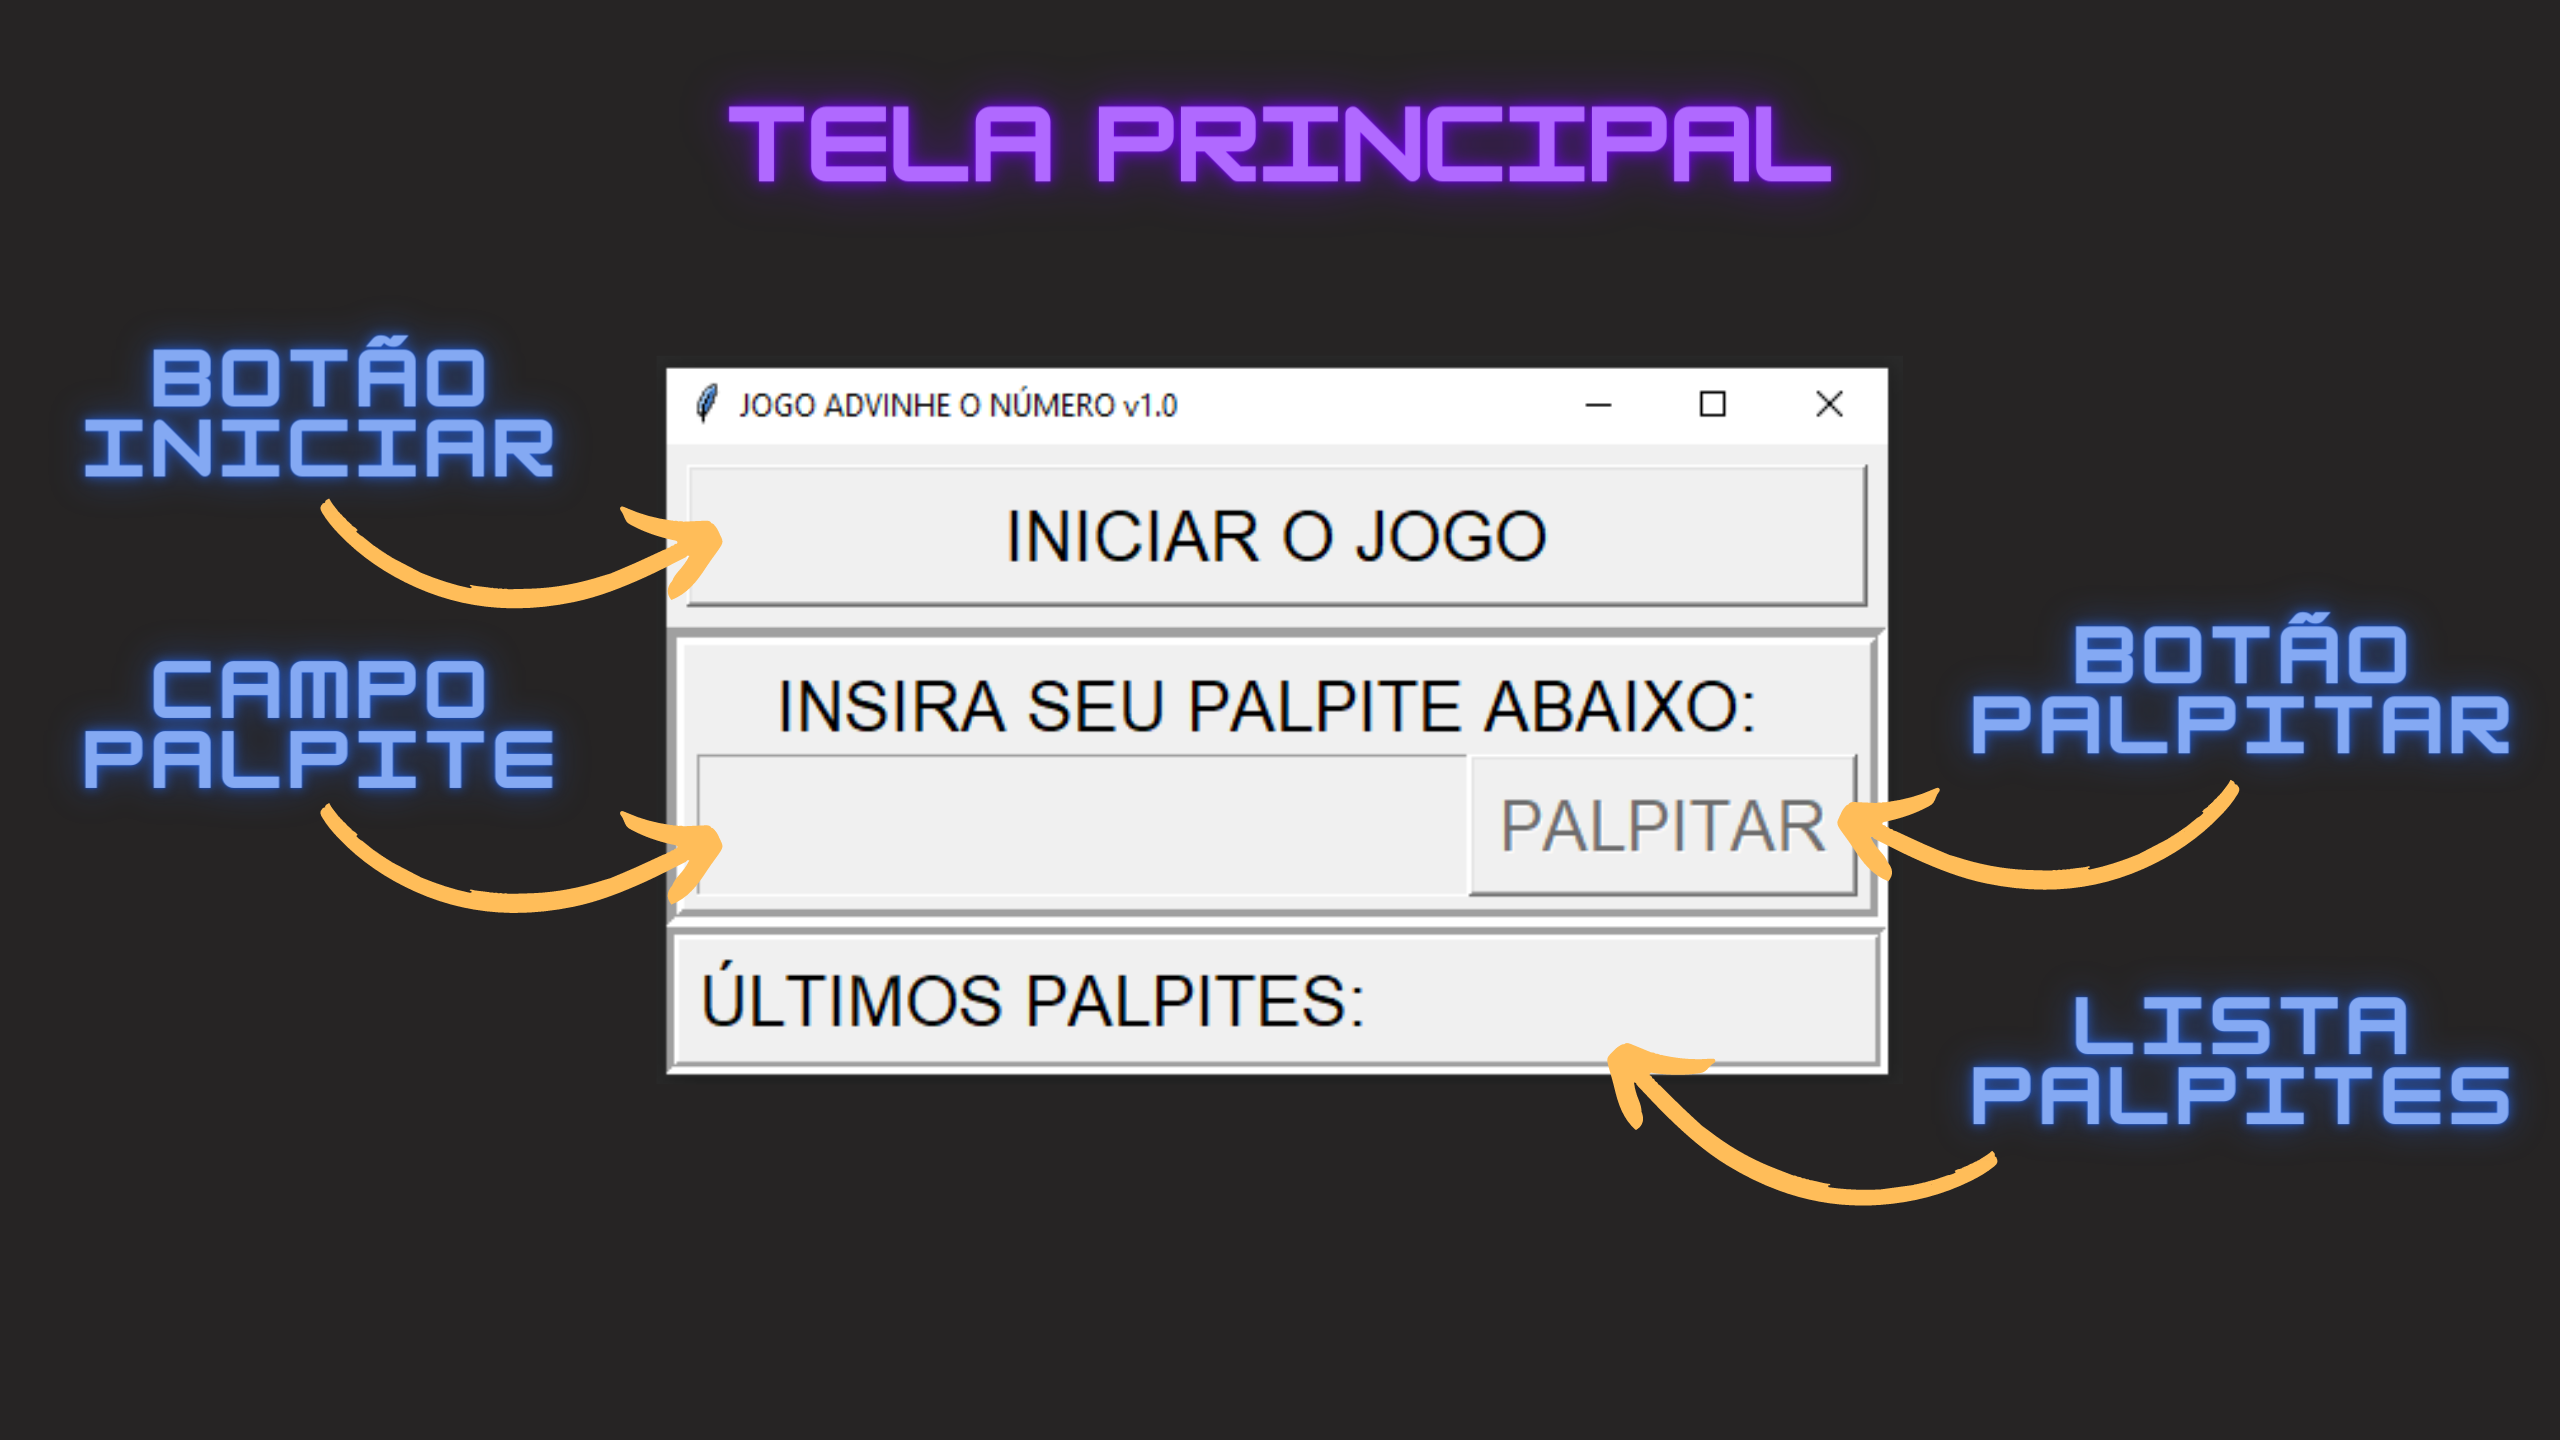 TELA PRINCIPAL
BOTÃO
INICIAR
JOGO ADVINHE O NÚMERO v1.0
INICIAR O JOGO
CAMPO
PALPITE
INSIRA SEU PALPITE ABAIXO:
BOTÃO
PALPITAR
PALPITAR
ÚLTIMOS PALPITES:
LISTA
PALPITES